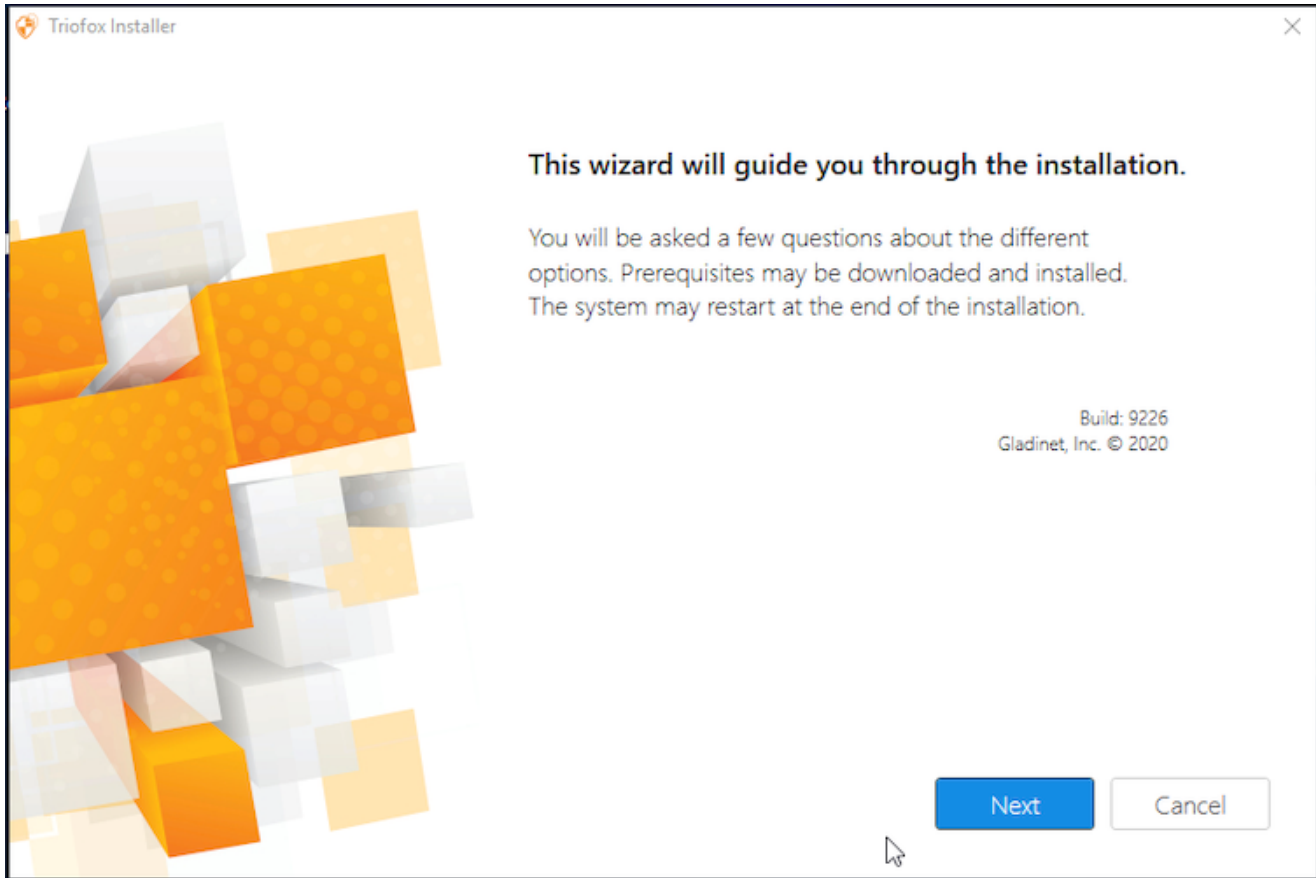 Triofox Installer
This wizard will guide you through the installation.
You will be asked a few questions about the different
options. Prerequisites may be downloaded and installed.
The system may restart at the end of the installation.
Build: 9226
Gladinet, Inc. © 2020
Next
Cancel